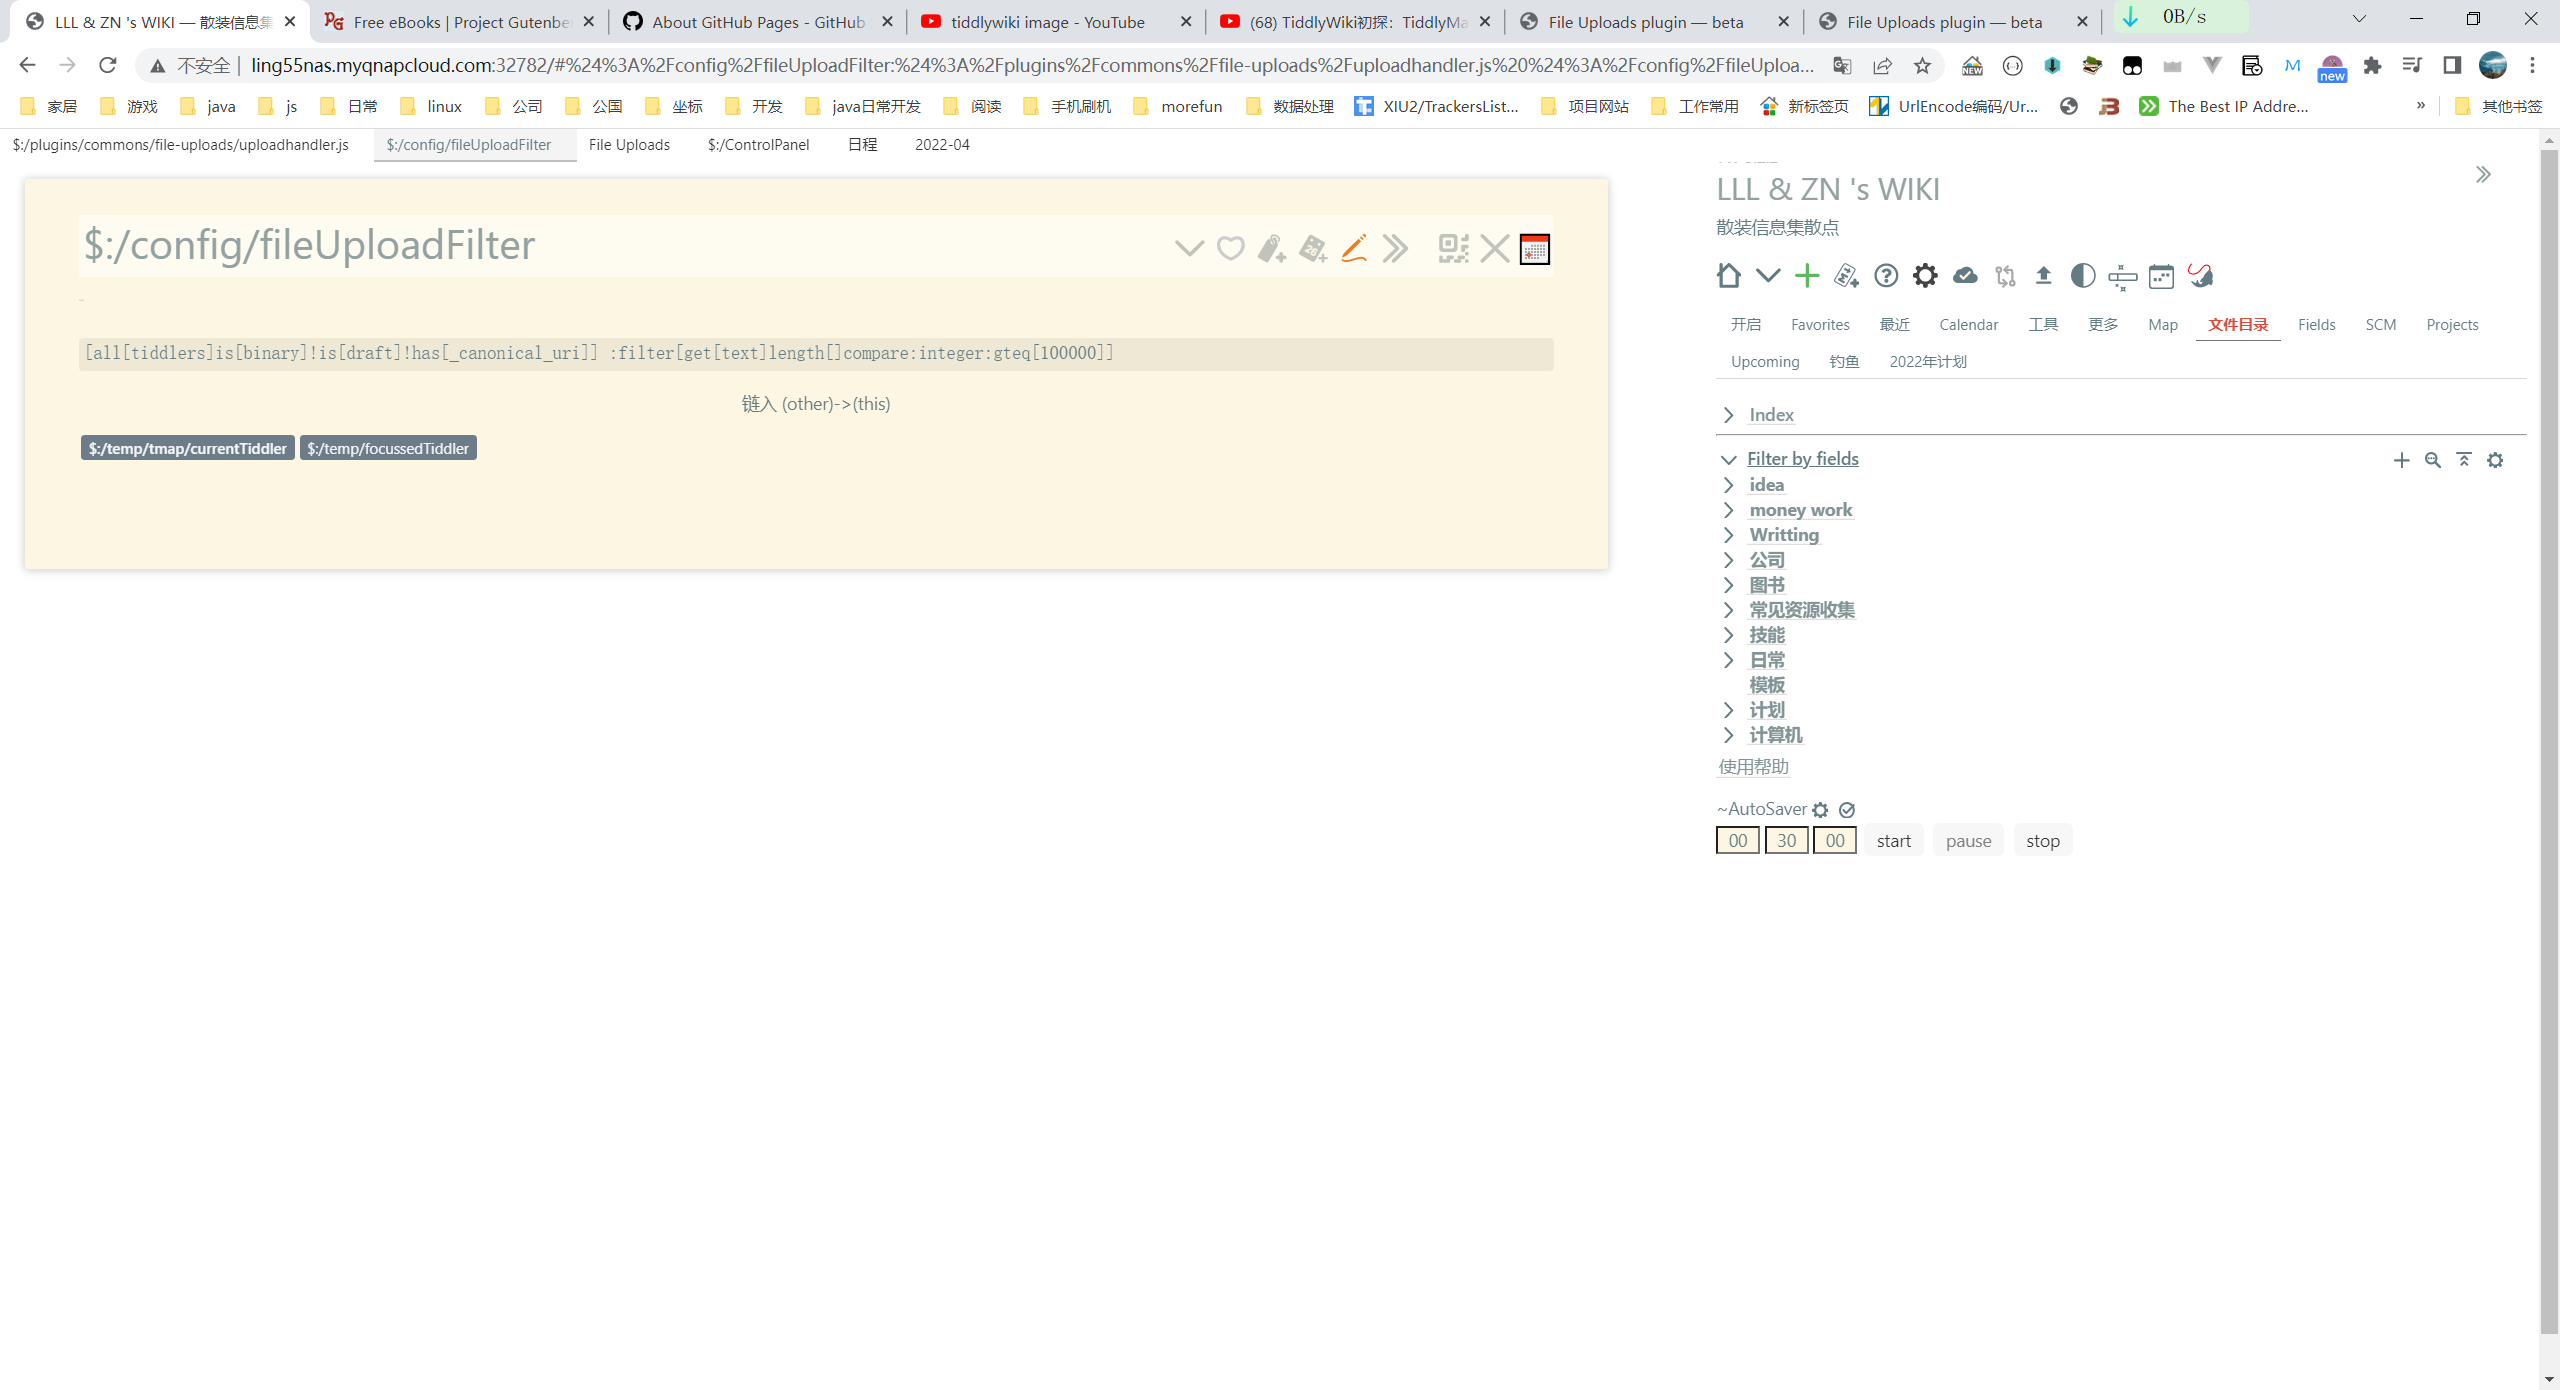 LLL & ZN 's WIKI — 散装信息集
Free eBooks | Project Gutenbe
About GitHub Pages - GitHub
tiddlywiki image - YouTube
(68) TiddlyWiki初探：TiddlyMa
File Uploads plugin — beta
File Uploads plugin — beta
0B/s
不安全 | ling55nas.myqnapcloud.com:32782/#%24%3A%2Fconfig%2FfileUploadFilter:%24%3A%2Fplugins%2Fcommons%2Ffile-uploads%2Fuploadhandler.js%20%24%3A%2Fconfig%2FfileUploa...
NEW
new
家居 游戏 java js 日常 linux 公司 公国 坐标 开发 java日常开发 阅读 手机刷机 morefun 数据处理 XIU2/TrackersList... 项目网站 工作常用 新标签页 UrlEncode编码/Ur... The Best IP Addre... » 其他书签
$:/plugins/commons/file-uploads/uploadhandler.js $:/config/fileUploadFilter File Uploads $:/ControlPanel 日程 2022-04
$:/config/fileUploadFilter
[all[tiddlers]is[binary]!is[draft]!has[_canonical_uri]] :filter[get[text]length[]compare:integer:gteq[100000]]
链入 (other)->(this)
$:/temp/tmap/currentTiddler $:/temp/focussedTiddler
LLL & ZN 's WIKI
散装信息集散点
开启 Favorites 最近 Calendar 工具 更多 Map 文件目录 Fields SCM Projects
Upcoming 钓鱼 2022年计划
Index
Filter by fields
idea
money work
Writting
公司
图书
常见资源收集
技能
日常
模板
计划
计算机
使用帮助
~AutoSaver
00 30 00 start pause stop